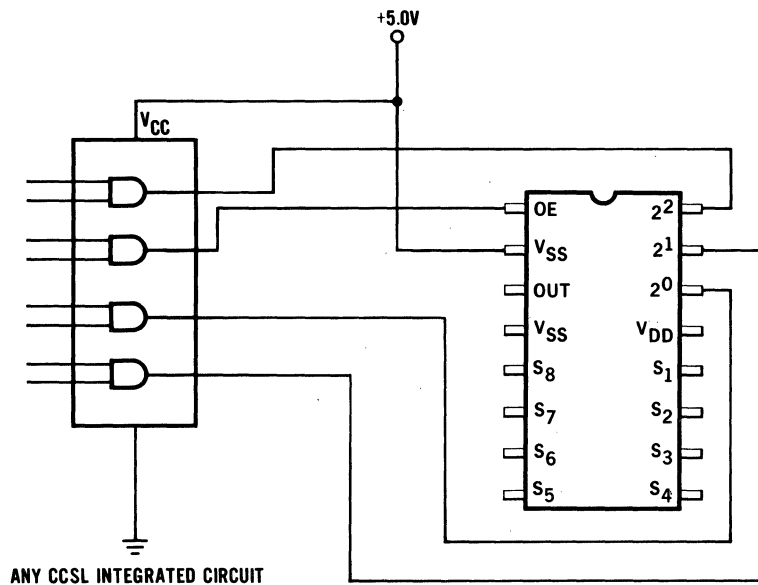 +5.0V
VCC
OE 2²
VSS 2¹
OUT 2⁰
VSS VDD
S8 S1
S7 S2
S6 S3
S5 S4
ANY CCSL INTEGRATED CIRCUIT